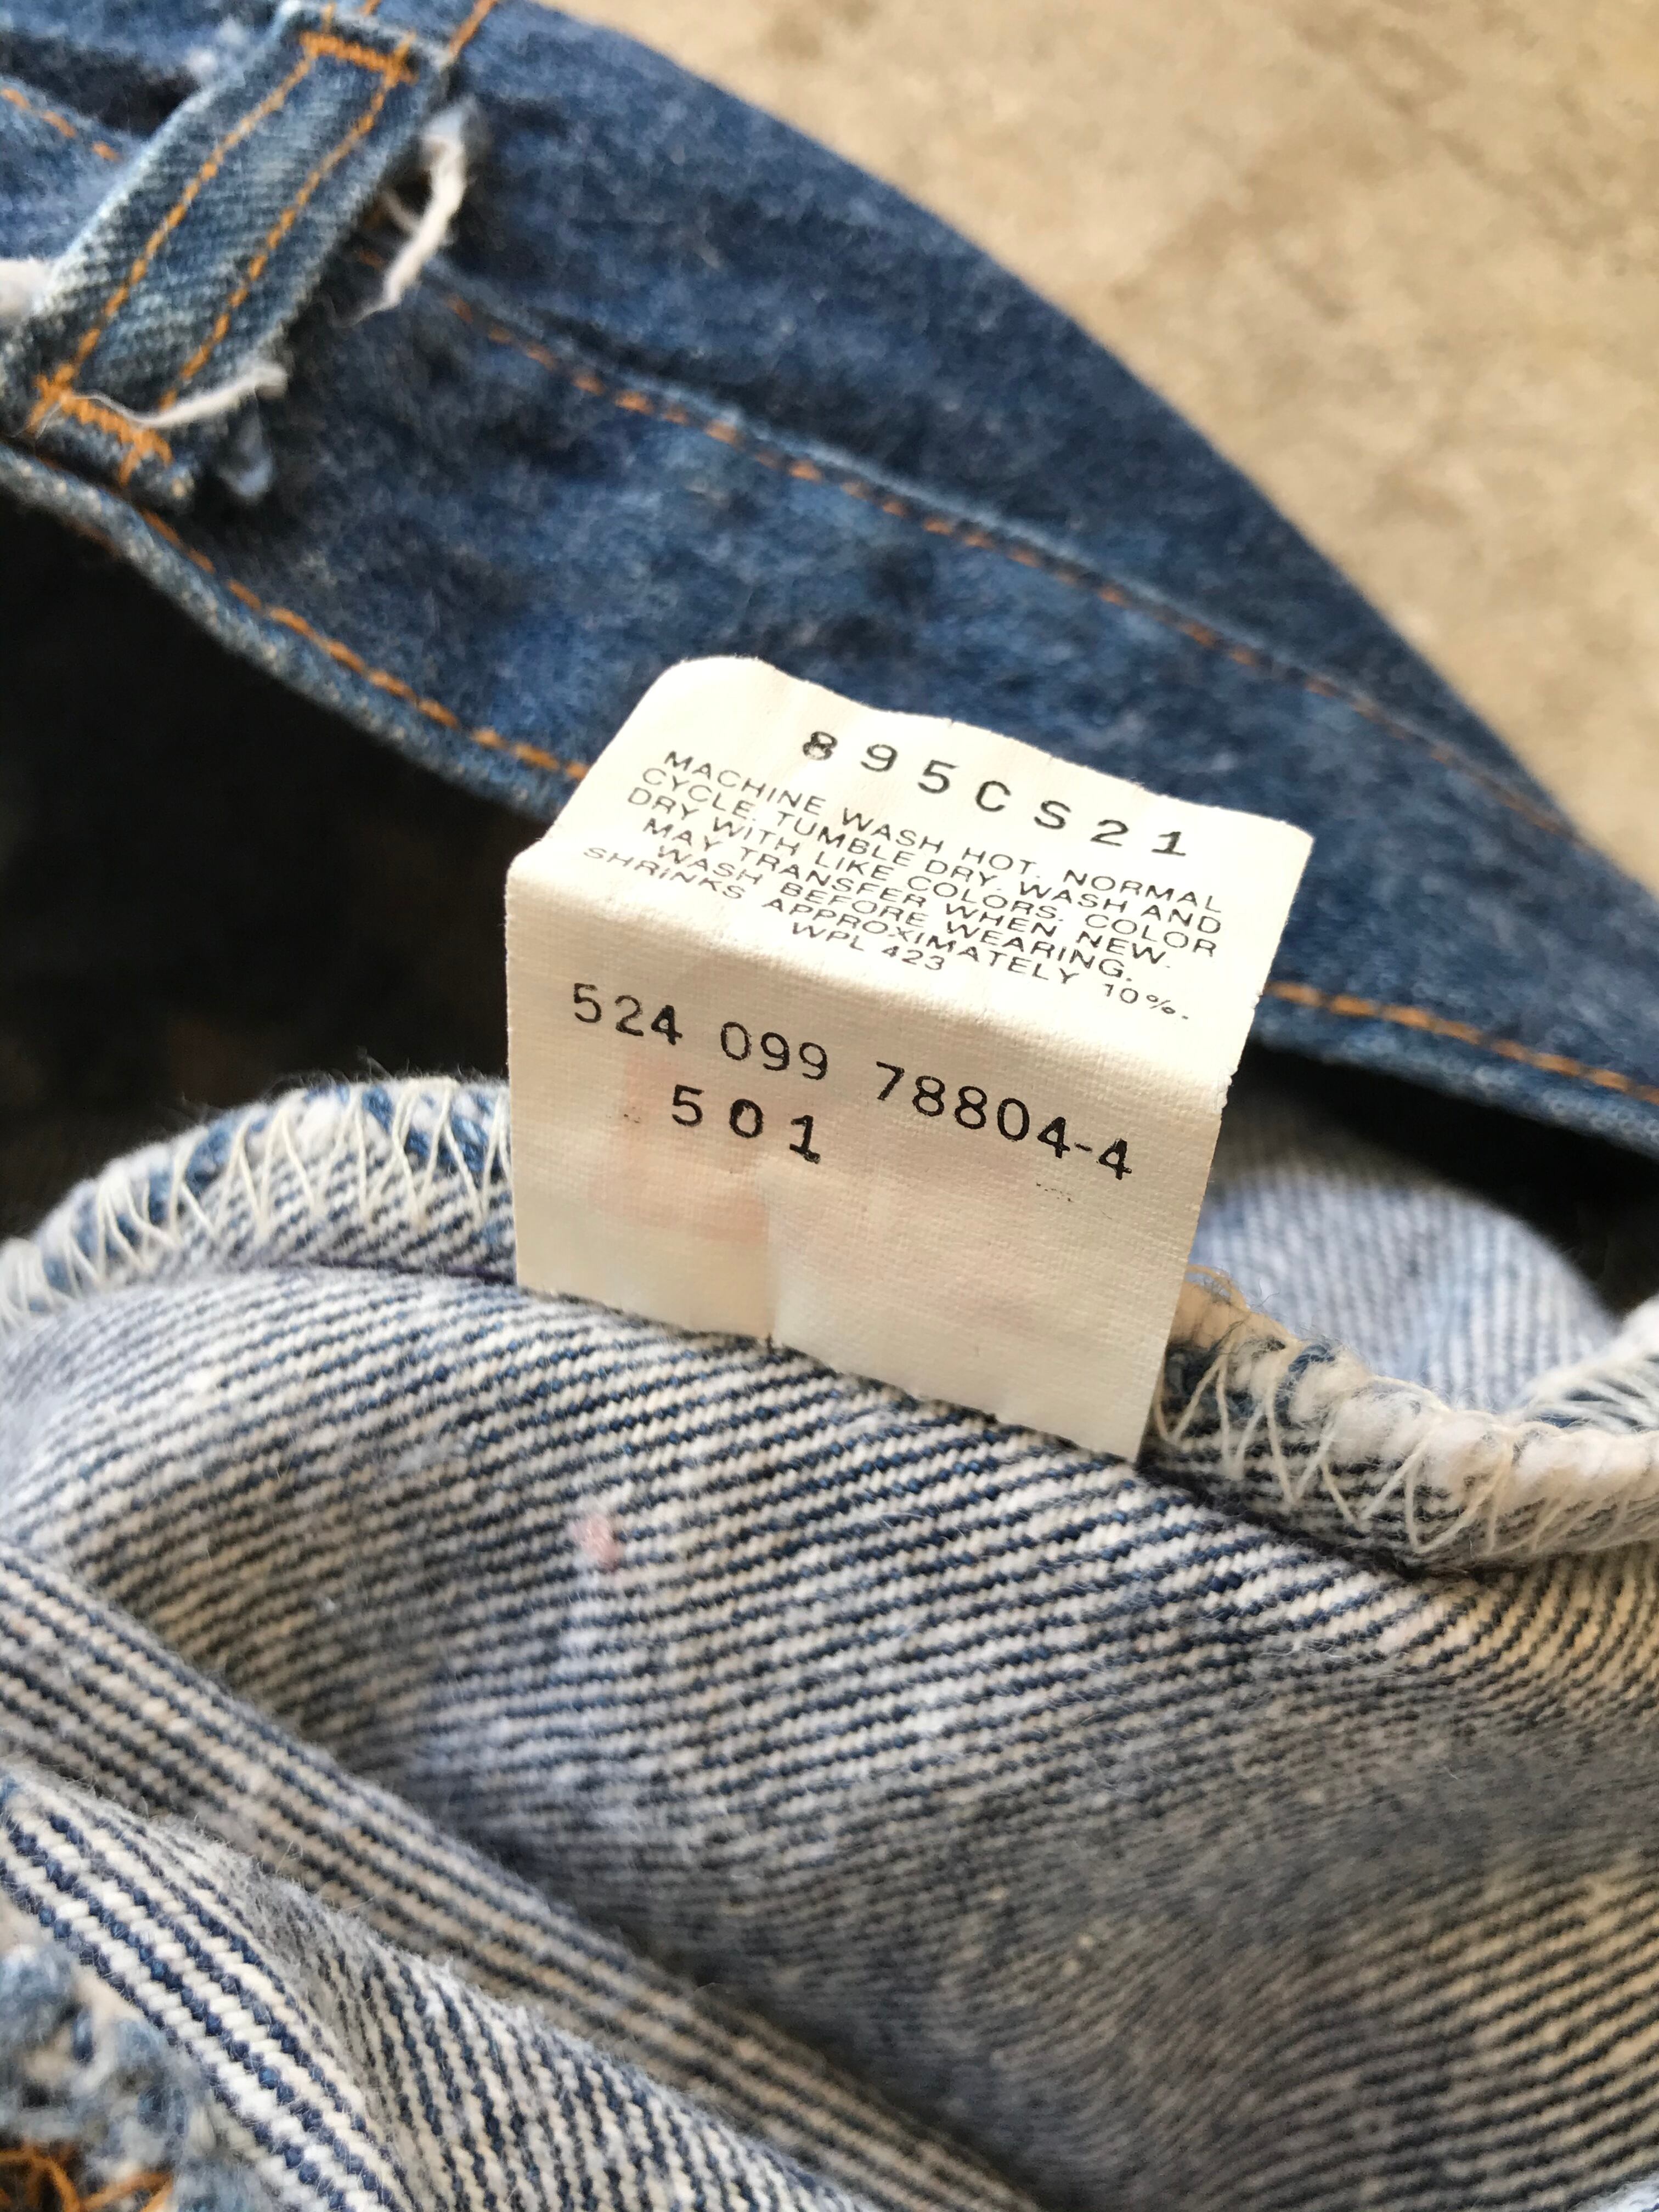 895CS21
MACHINE WASH HOT. NORMAL
CYCLE. TUMBLE DRY. WASH AND
DRY WITH LIKE COLORS. COLOR
MAY TRANSFER WHEN NEW.
WASH BEFORE WEARING.
SHRINKS APPROXIMATELY 10%.
WPL 423
524 099 78804-4
501